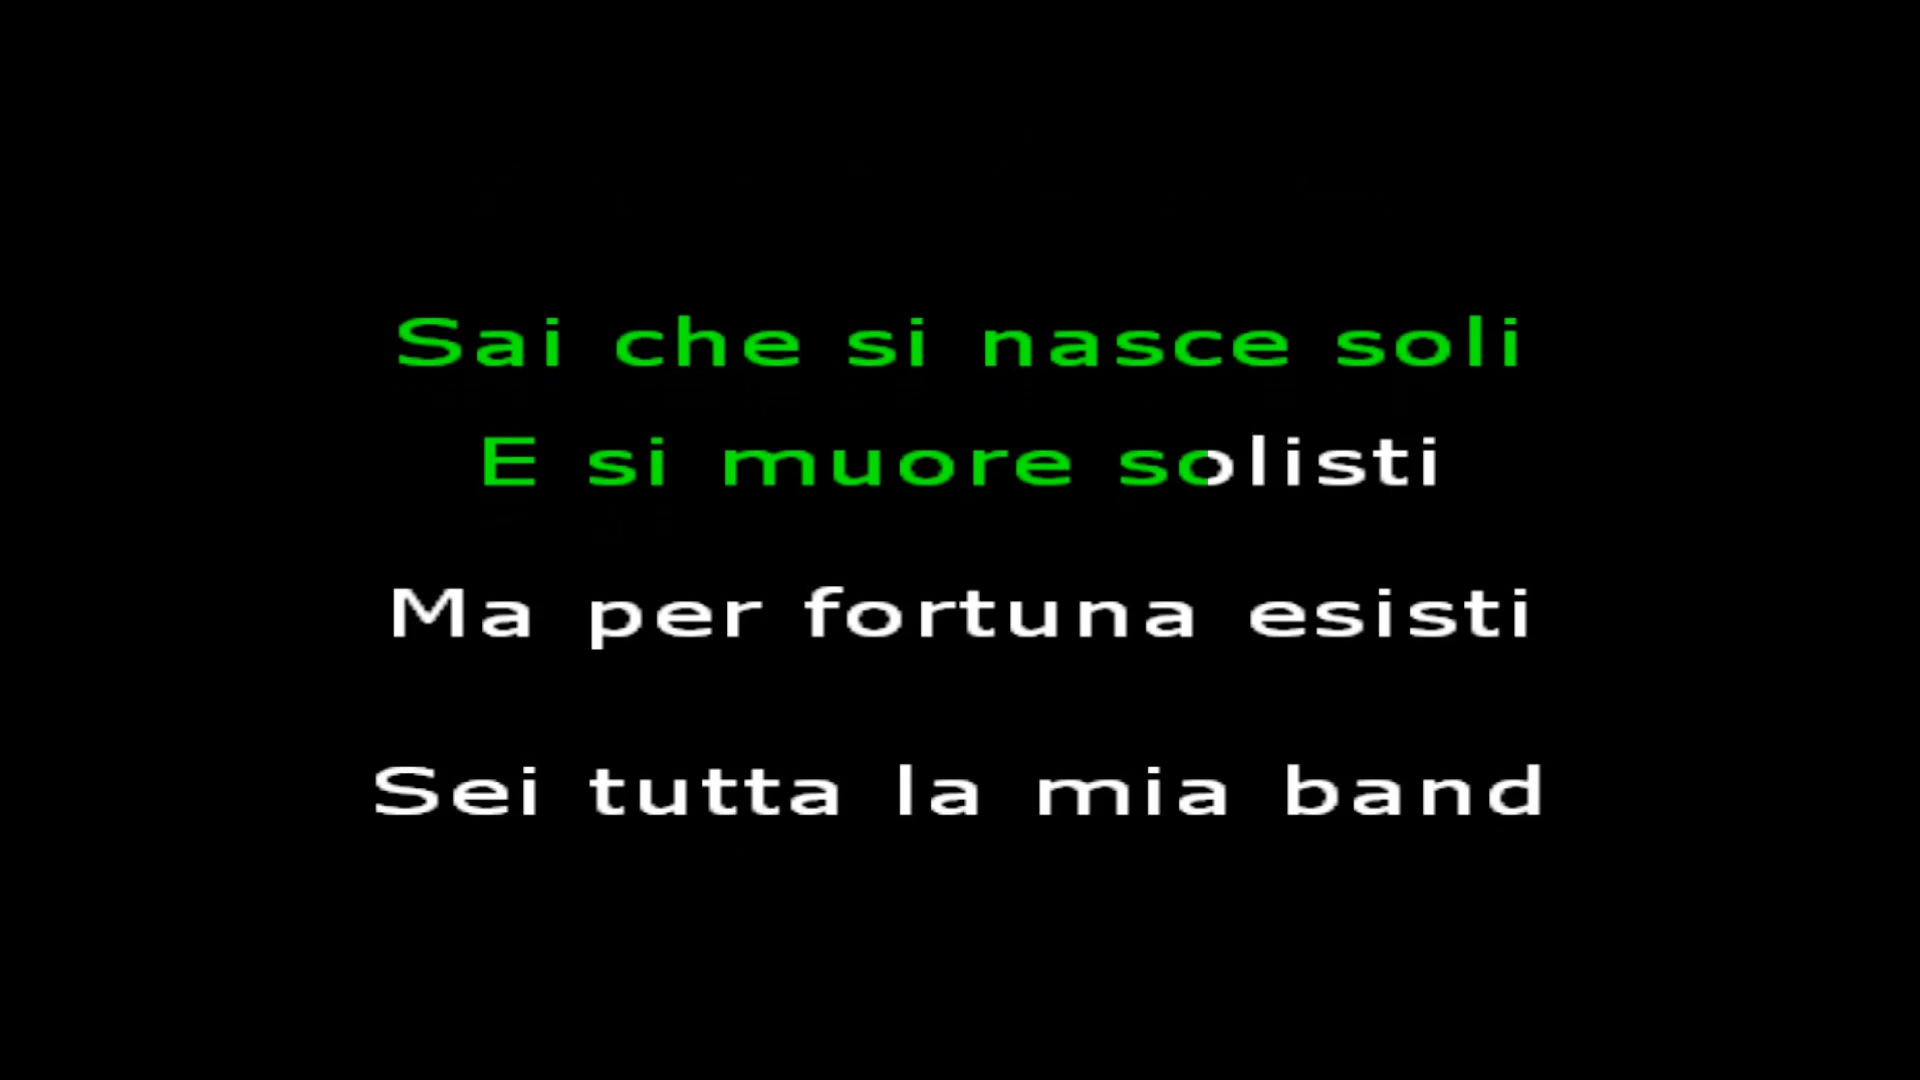 Sai che si nasce soli
E si muore solisti
Ma per fortuna esisti
Sei tutta la mia band